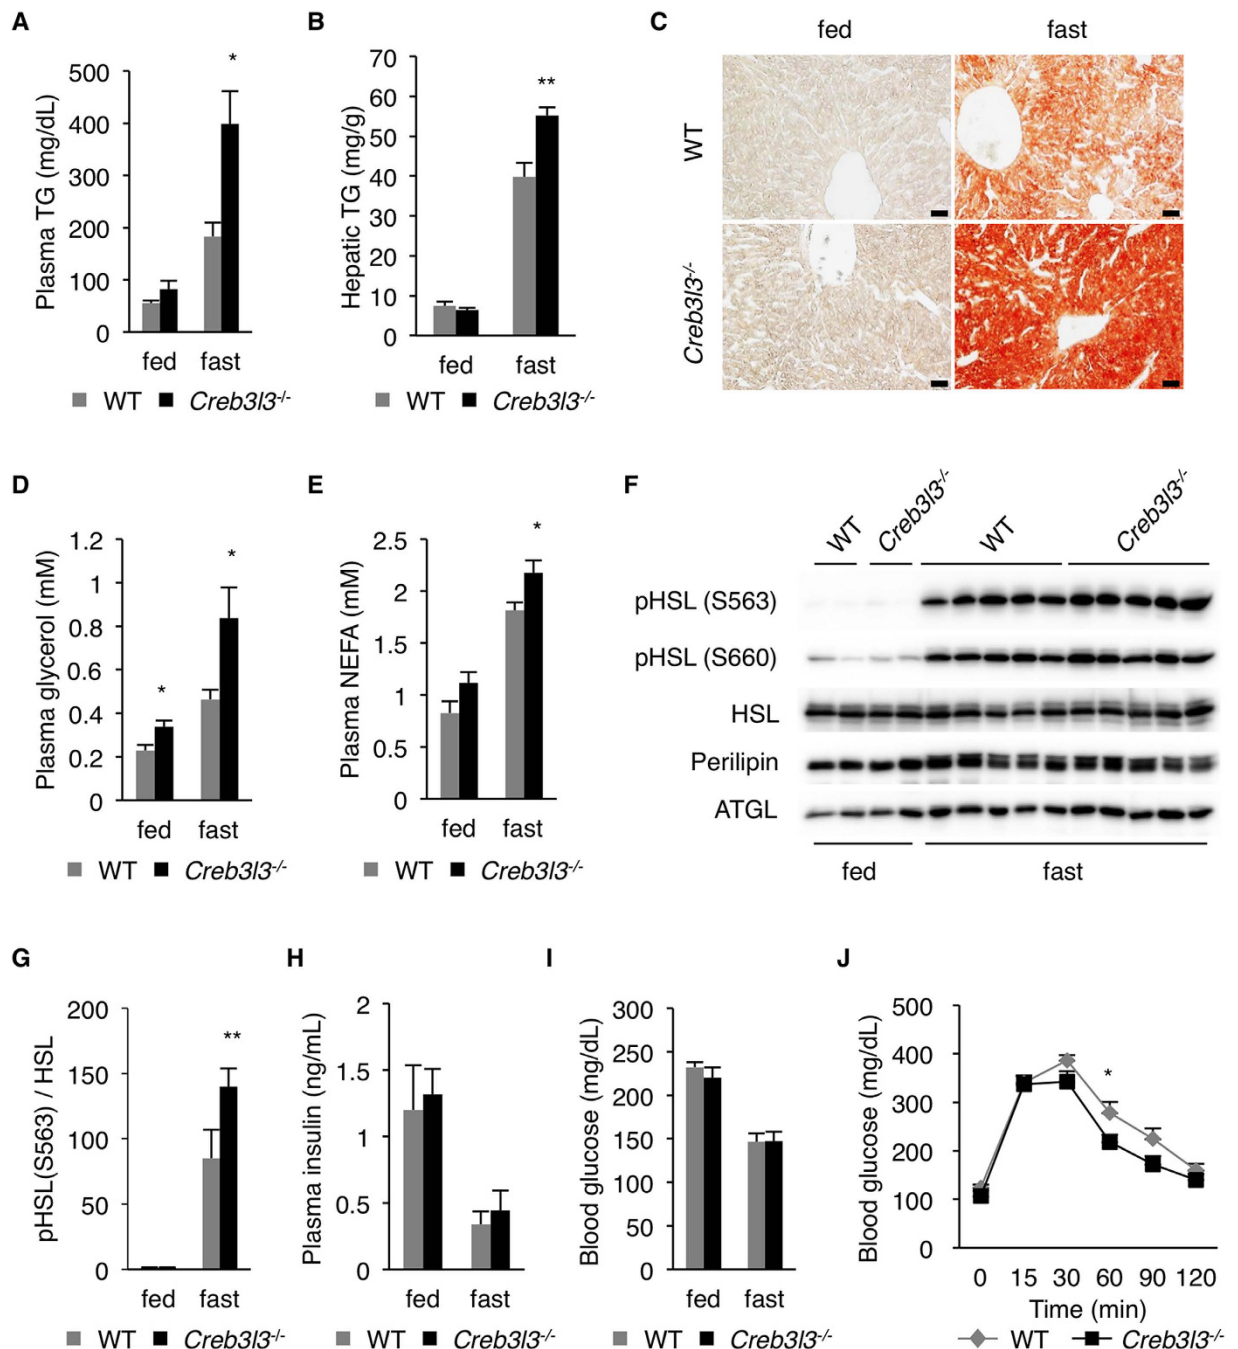 A
Plasma TG (mg/dL)
500
400
300
200
100
0
*
fed fast
WT Creb3l3-/-
B
Hepatic TG (mg/g)
70
60
50
40
30
20
10
0
**
fed fast
WT Creb3l3-/-
C
fed fast
WT
Creb3l3-/-
D
Plasma glycerol (mM)
1.2
1
0.8
0.6
0.4
0.2
0
* *
fed fast
WT Creb3l3-/-
E
Plasma NEFA (mM)
2.5
2
1.5
1
0.5
0
*
fed fast
WT Creb3l3-/-
F
WT Creb3l3-/- WT Creb3l3-/-
pHSL (S563)
pHSL (S660)
HSL
Perilipin
ATGL
fed fast
G
pHSL(S563) / HSL
200
150
100
50
0
**
fed fast
WT Creb3l3-/-
H
Plasma insulin (ng/mL)
2
1.5
1
0.5
0
fed fast
WT Creb3l3-/-
I
Blood glucose (mg/dL)
300
250
200
150
100
50
0
fed fast
WT Creb3l3-/-
J
Blood glucose (mg/dL)
500
400
300
200
100
0
*
0 15 30 60 90 120
Time (min)
WT Creb3l3-/-